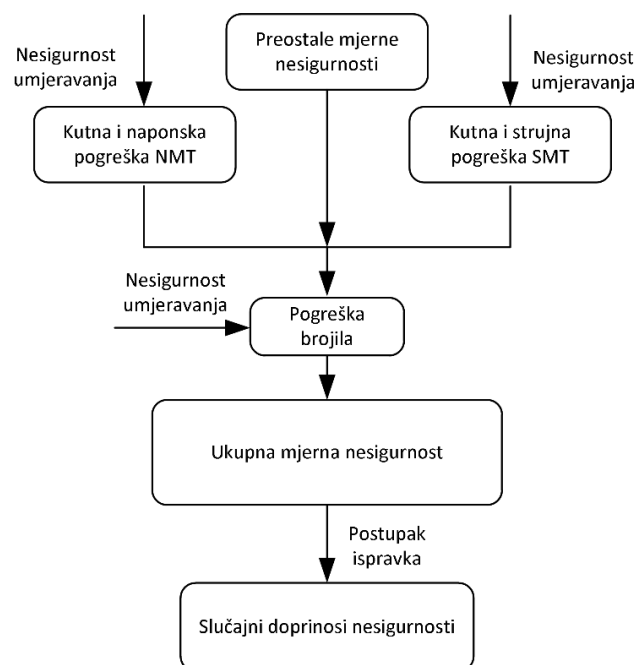 Nesigurnost
umjeravanja
Preostale mjerne
nesigurnosti
Nesigurnost
umjeravanja
Kutna i naponska
pogreška NMT
Kutna i strujna
pogreška SMT
Nesigurnost
umjeravanja
Pogreška
brojila
Ukupna mjerna nesigurnost
Postupak
ispravka
Slučajni doprinosi nesigurnosti